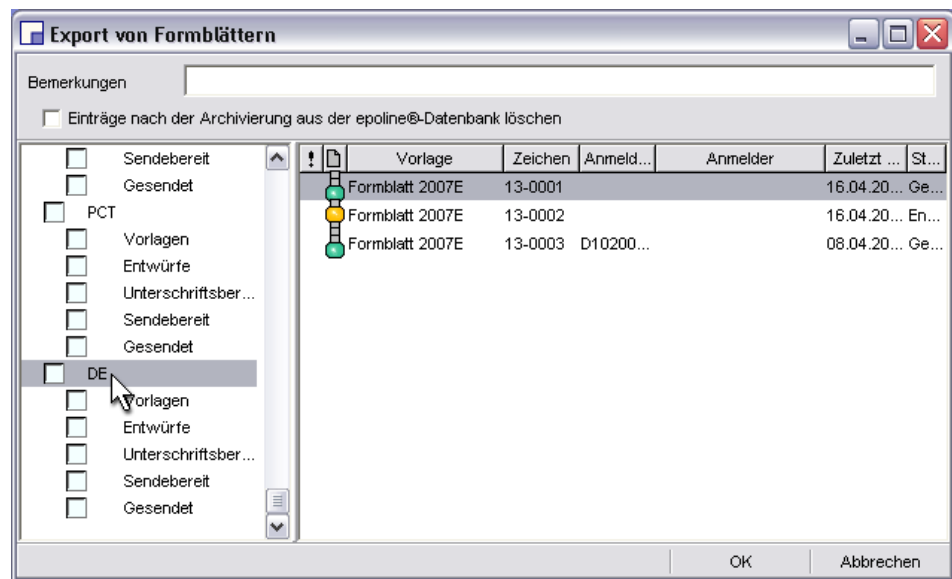 Export von Formblättern
Bemerkungen
Einträge nach der Archivierung aus der epoline®-Datenbank löschen
Sendebereit
Gesendet
PCT
Vorlagen
Entwürfe
Unterschriftsber...
Sendebereit
Gesendet
DE
Vorlagen
Entwürfe
Unterschriftsber...
Sendebereit
Gesendet
! Vorlage Zeichen Anmeld... Anmelder Zuletzt ... St...
Formblatt 2007E 13-0001 16.04.20... Ge...
Formblatt 2007E 13-0002 16.04.20... En...
Formblatt 2007E 13-0003 D10200... 08.04.20... Ge...
OK Abbrechen